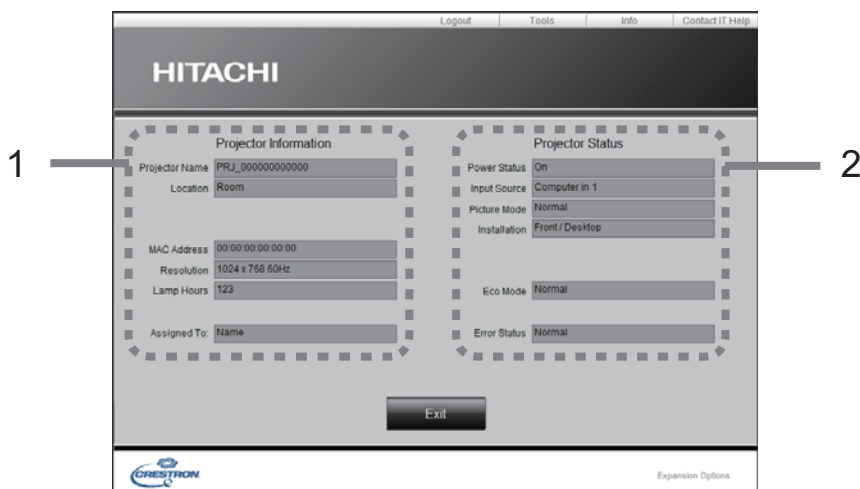 Logout Tools Info Contact IT Help
HITACHI
1
Projector Information
Projector Name PRJ_000000000000
Location Room
MAC Address 00:00:00:00:00:00
Resolution 1024 x 768 60Hz
Lamp Hours 123
Assigned To: Name
2
Projector Status
Power Status On
Input Source Computer in 1
Picture Mode Normal
Installation Front / Desktop
Eco Mode Normal
Error Status Normal
Exit
CRESTRON
Expansion Options